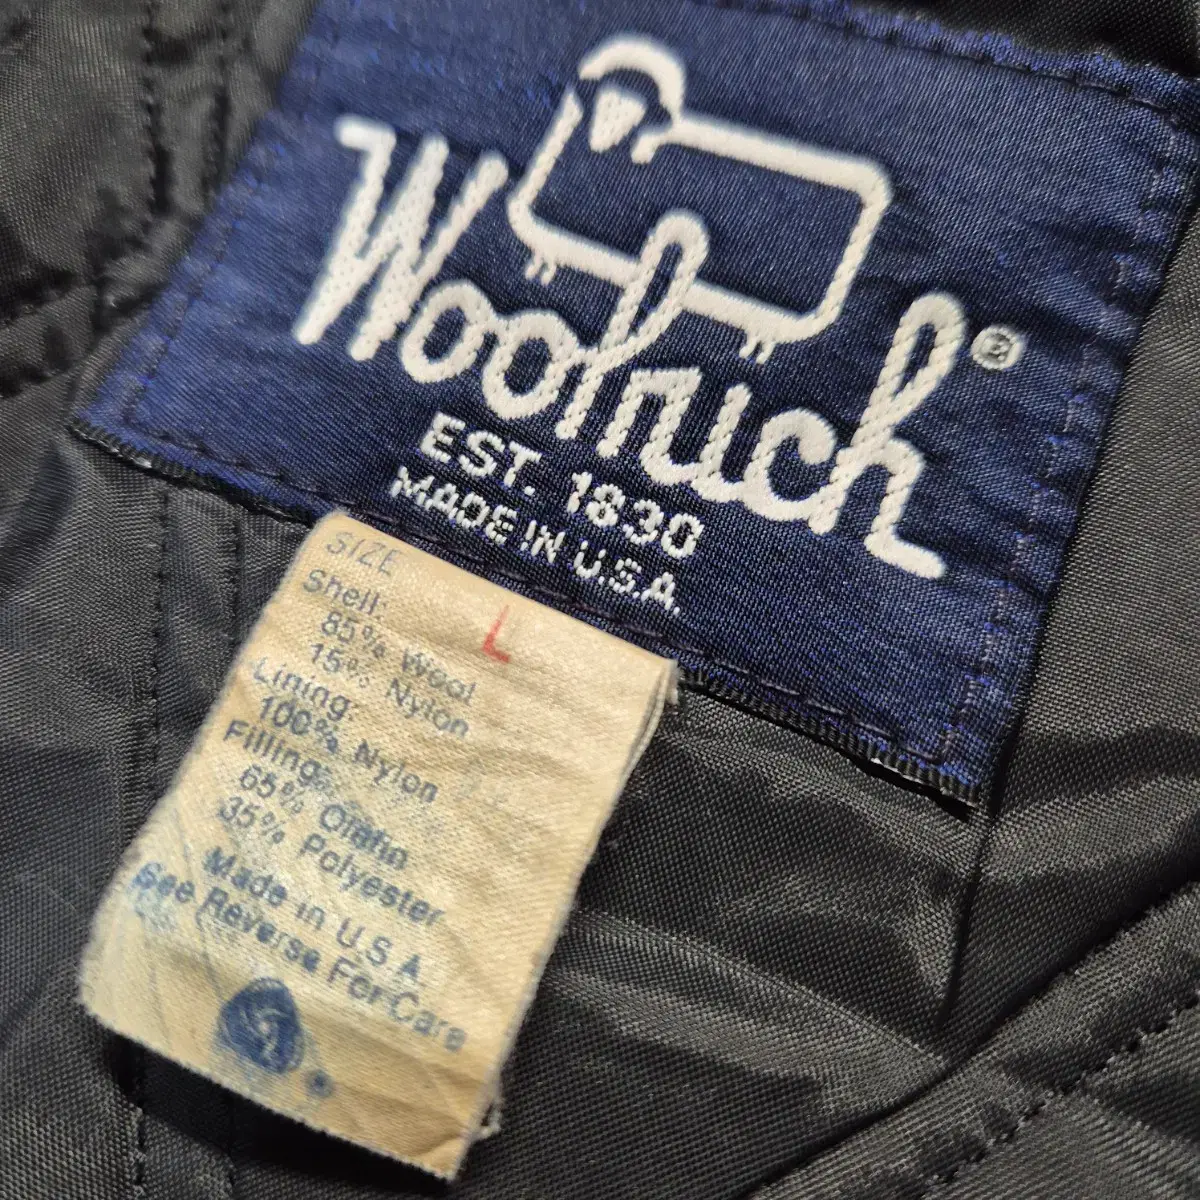 Woolrich®
EST. 1830
MADE IN U.S.A.
SIZE
L
Shell:
85% Wool
15% Nylon
Lining:
100% Nylon
Filling:
65% Olefin
35% Polyester
Made in U.S.A
See Reverse For Care
®